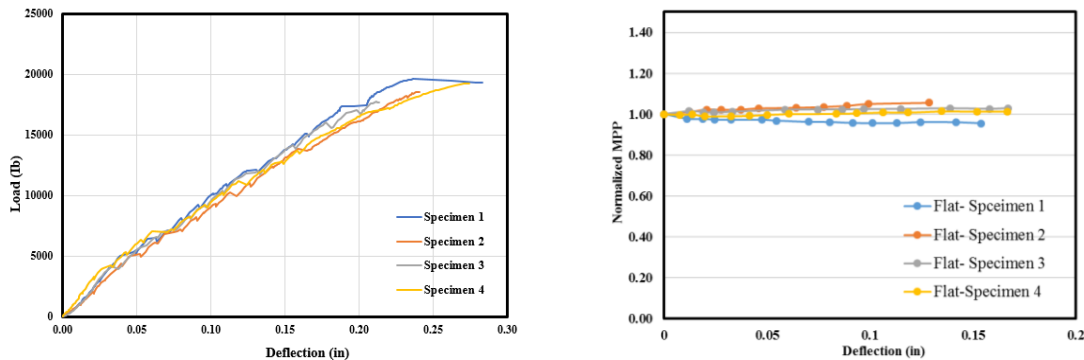 25000
20000
15000
10000
5000
0
Load (Ib)
0.00 0.05 0.10 0.15 0.20 0.25 0.30
Deflection (in)
Specimen 1
Specimen 2
Specimen 3
Specimen 4
1.40
1.20
1.00
0.80
0.60
0.40
0.20
0.00
Normalized MPP
0 0.05 0.1 0.15 0.2
Deflection (in)
Flat- Spceimen 1
Flat- Specimen 2
Flat- Specimen 3
Flat-Specimen 4